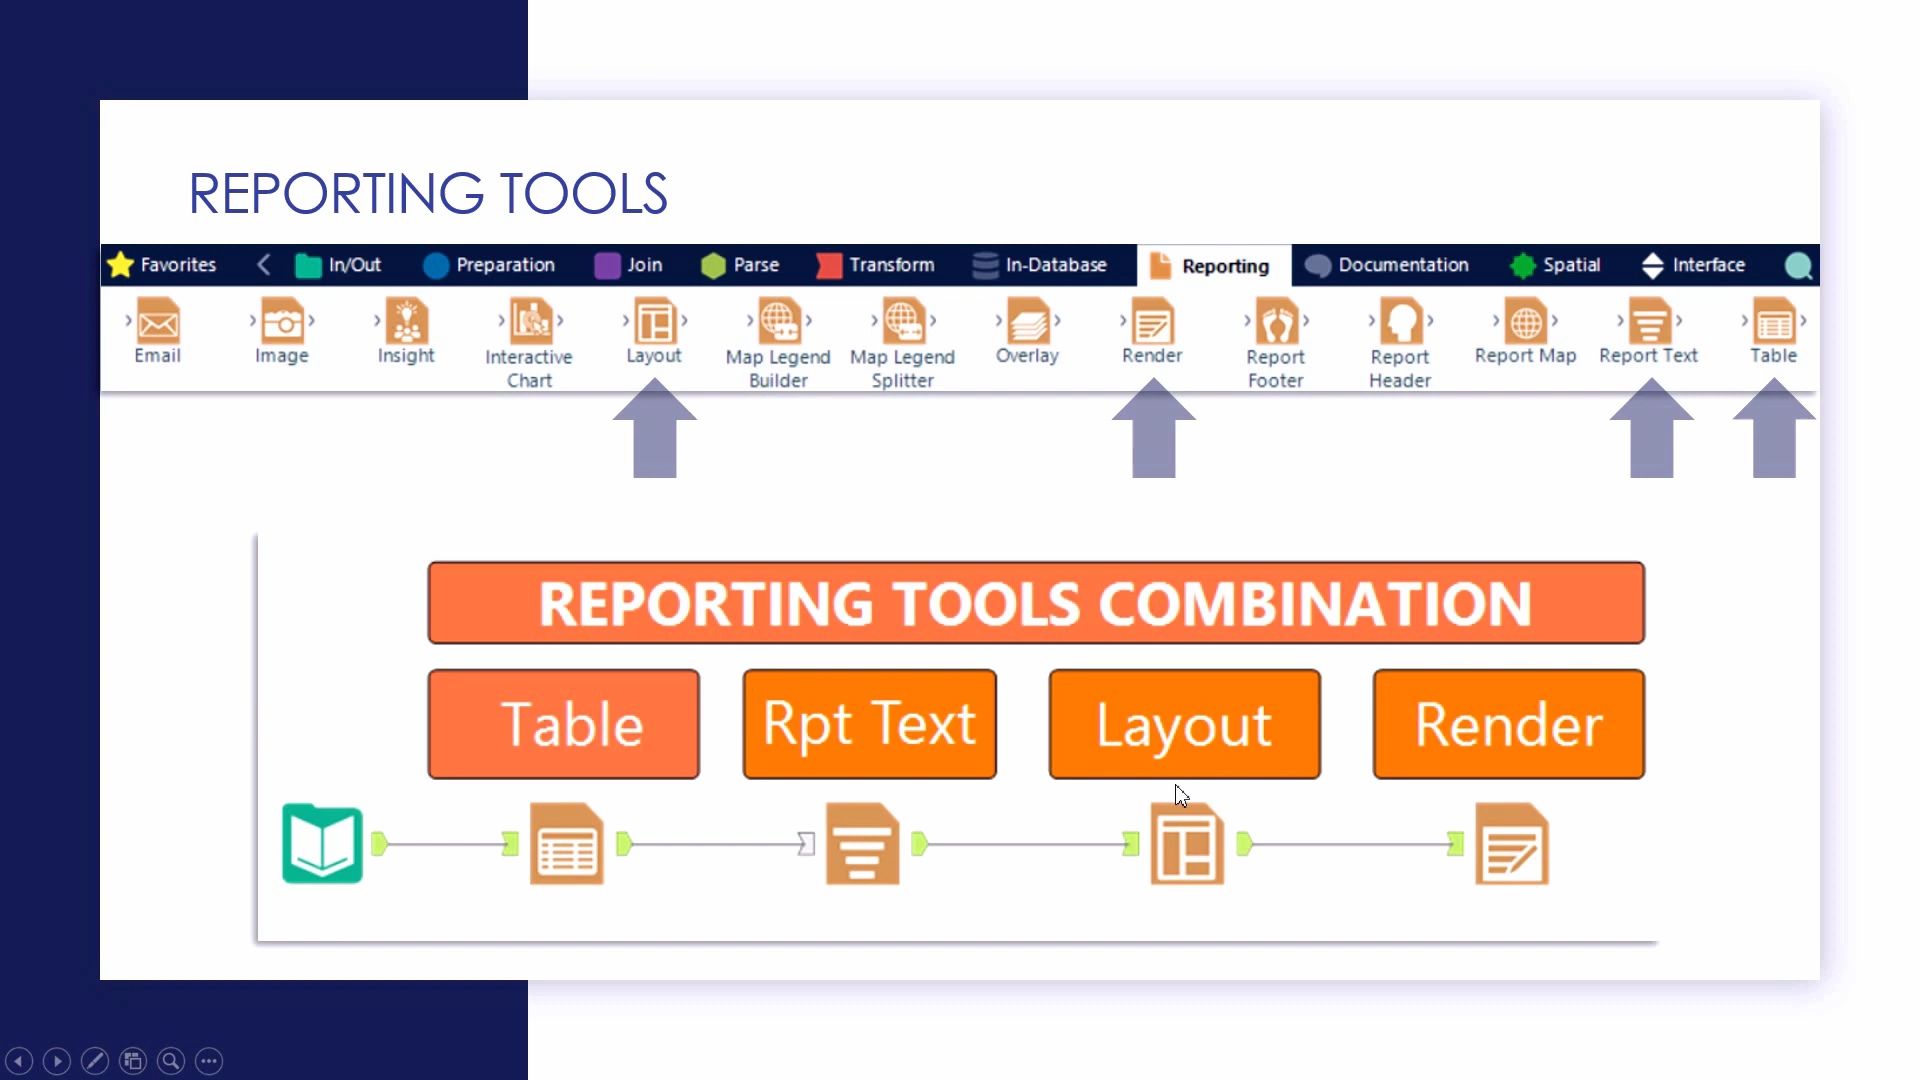 REPORTING TOOLS
Favorites In/Out Preparation Join Parse Transform In-Database Reporting Documentation Spatial Interface
Email Image Insight Interactive Chart Layout Map Legend Builder Map Legend Splitter Overlay Render Report Footer Report Header Report Map Report Text Table
REPORTING TOOLS COMBINATION
Table Rpt Text Layout Render